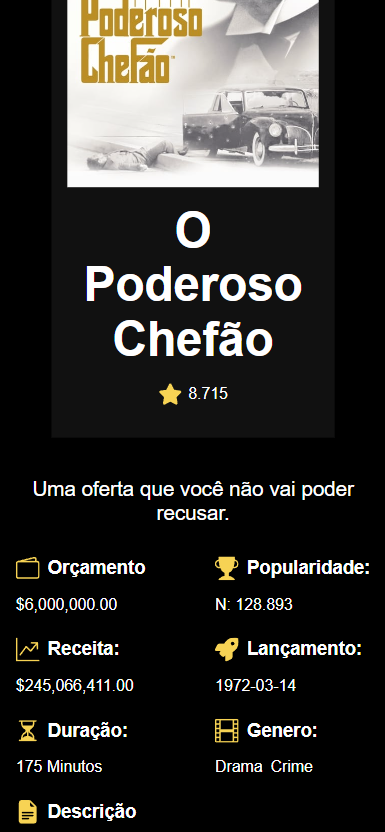 Poderoso
Chefão
O
Poderoso
Chefão
8.715
Uma oferta que você não vai poder
recusar.
Orçamento
Popularidade:
$6,000,000.00
N: 128.893
Receita:
Lançamento:
$245,066,411.00
1972-03-14
Duração:
Genero:
175 Minutos
Drama Crime
Descrição